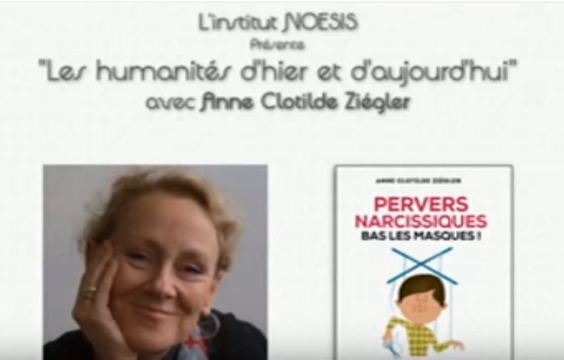 L'institut NOESIS
Présente
"Les humanités d'hier et d'aujourd'hui"
avec Anne Clotilde Ziégler
ANNE CLOTILDE ZIÉGLER
PERVERS
NARCISSIQUES
BAS LES MASQUES !